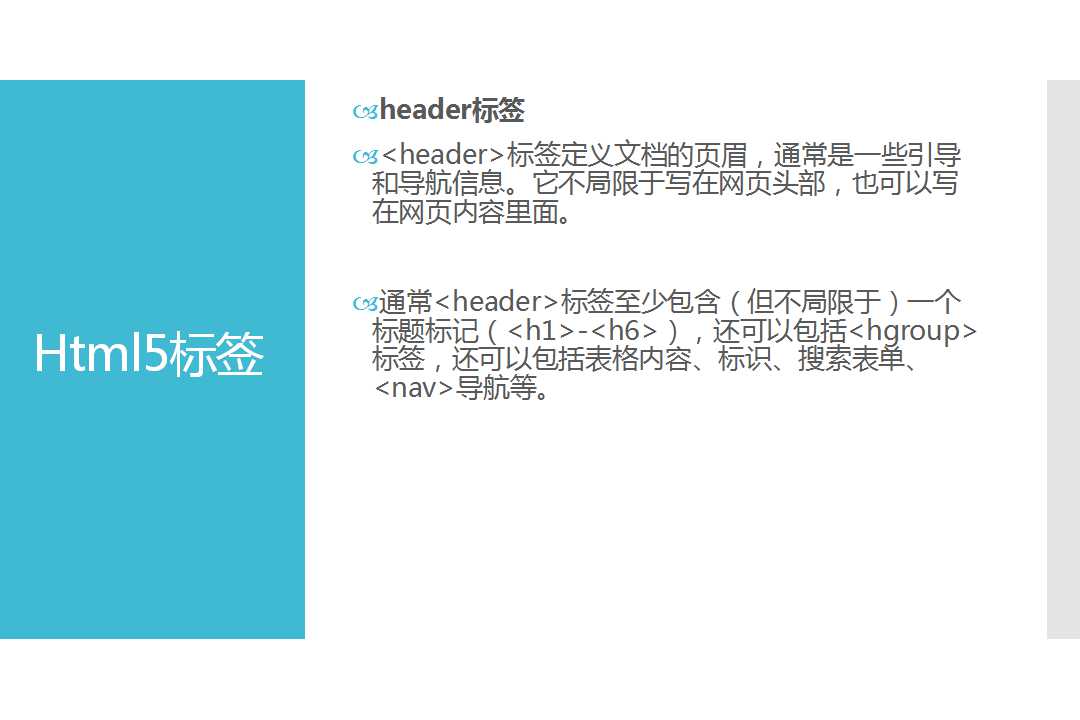 Html5标签
header标签
<header>标签定义文档的页眉，通常是一些引导
和导航信息。它不局限于写在网页头部，也可以写
在网页内容里面。
通常<header>标签至少包含（但不局限于）一个
标题标记（<h1>-<h6>），还可以包括<hgroup>
标签，还可以包括表格内容、标识、搜索表单、
<nav>导航等。